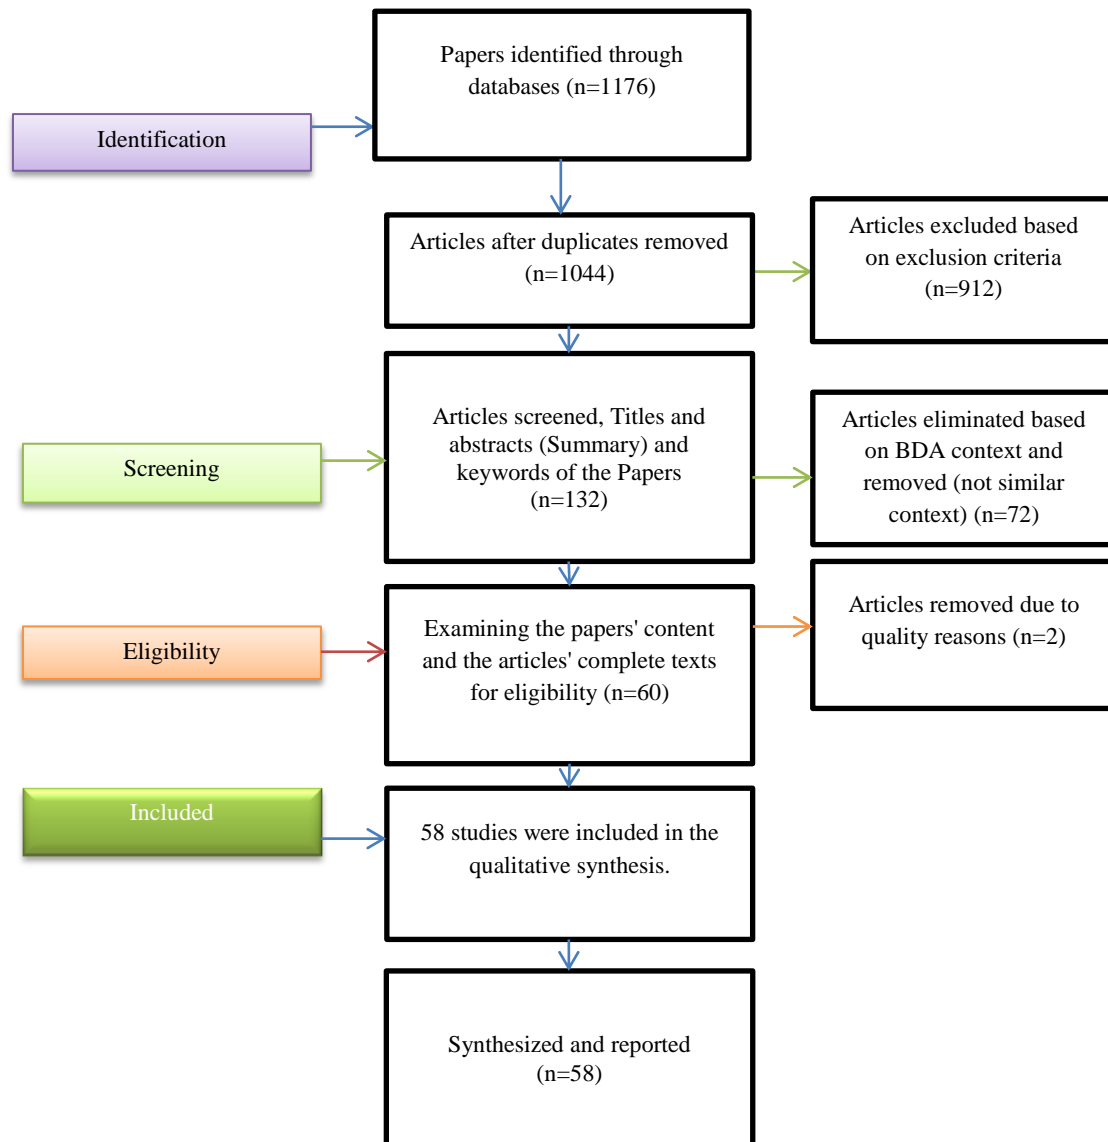 Papers identified through
databases (n=1176)
Identification
Articles after duplicates removed
(n=1044)
Articles excluded based
on exclusion criteria
(n=912)
Articles screened, Titles and
abstracts (Summary) and
keywords of the Papers
(n=132)
Screening
Articles eliminated based
on BDA context and
removed (not similar
context) (n=72)
Eligibility
Examining the papers' content
and the articles' complete texts
for eligibility (n=60)
Articles removed due to
quality reasons (n=2)
Included
58 studies were included in the
qualitative synthesis.
Synthesized and reported
(n=58)